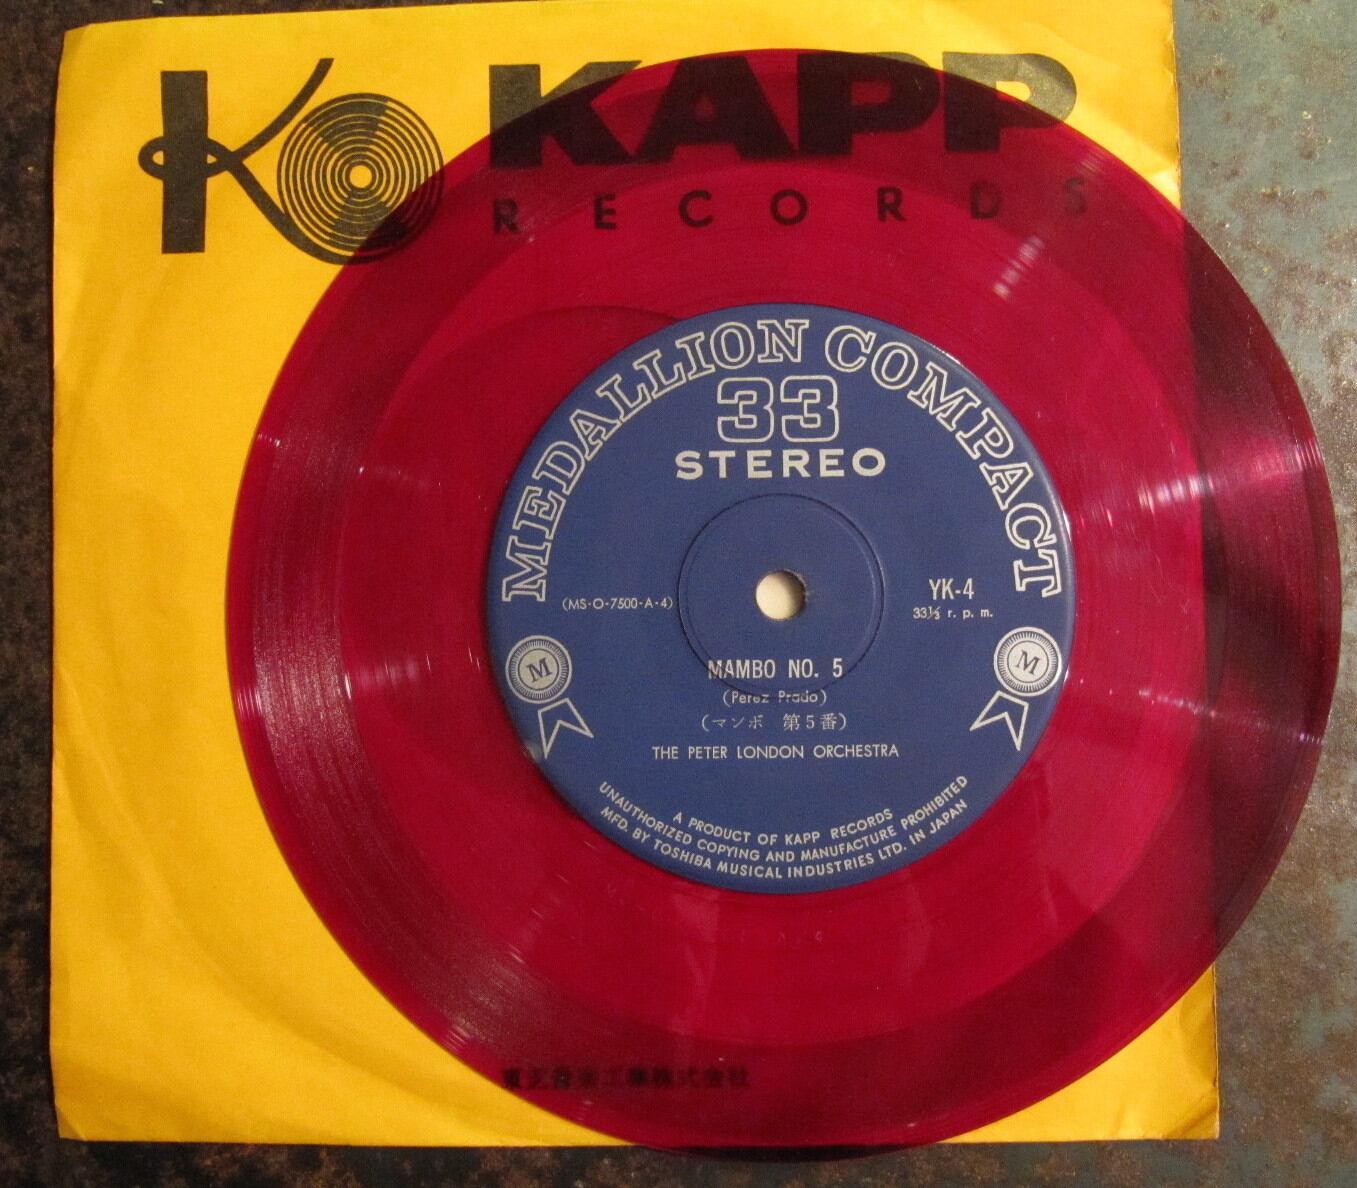 KAPP
RECORDS
MEDALLION COMPACT
33
STEREO
(MS-O-7500-A-4)
YK-4
33⅓ r. p. m.
M
M
MAMBO NO. 5
(Perez Prado)
(マンボ 第5番)
THE PETER LONDON ORCHESTRA
A PRODUCT OF KAPP RECORDS
UNAUTHORIZED COPYING AND MANUFACTURE PROHIBITED
MFD. BY TOSHIBA MUSICAL INDUSTRIES LTD. IN JAPAN
東芝音楽工業株式会社